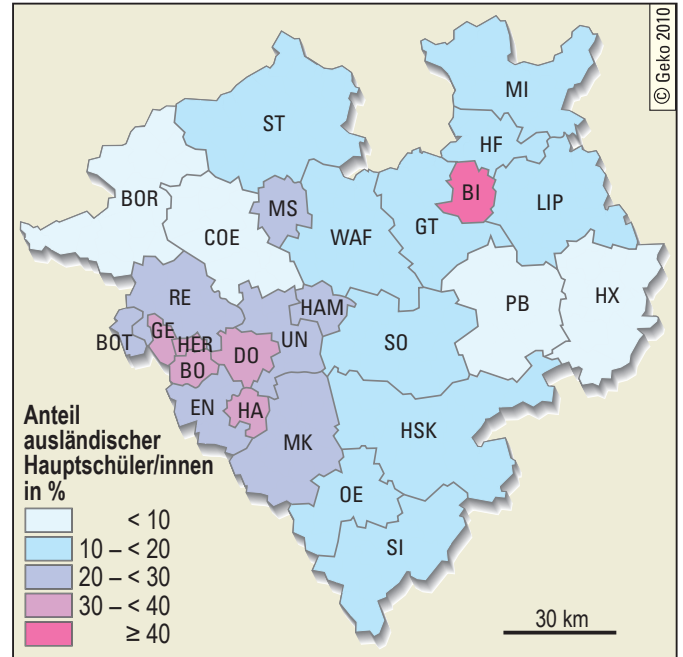 © Geko 2010
MI
ST
HF
BI
LIP
BOR
MS
COE
WAF
GT
RE
HAM
PB
HX
BOT
GE
HER
DO
UN
SO
BO
EN
HA
MK
HSK
OE
SI
Anteil
ausländischer
Hauptschüler/innen
in %
< 10
10 – < 20
20 – < 30
30 – < 40
≥ 40
30 km